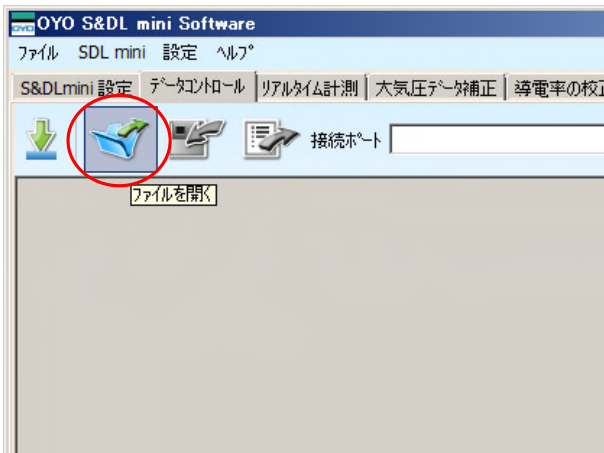 OYO OYO S&DL mini Software
ﾌｧｲﾙ SDL mini 設定 ﾍﾙﾌﾟ
S&DLmini 設定 ﾃﾞｰﾀｺﾝﾄﾛｰﾙ ﾘｱﾙﾀｲﾑ計測 大気圧ﾃﾞｰﾀ補正 導電率の校正
接続ﾎﾟｰﾄ
ﾌｧｲﾙを開く